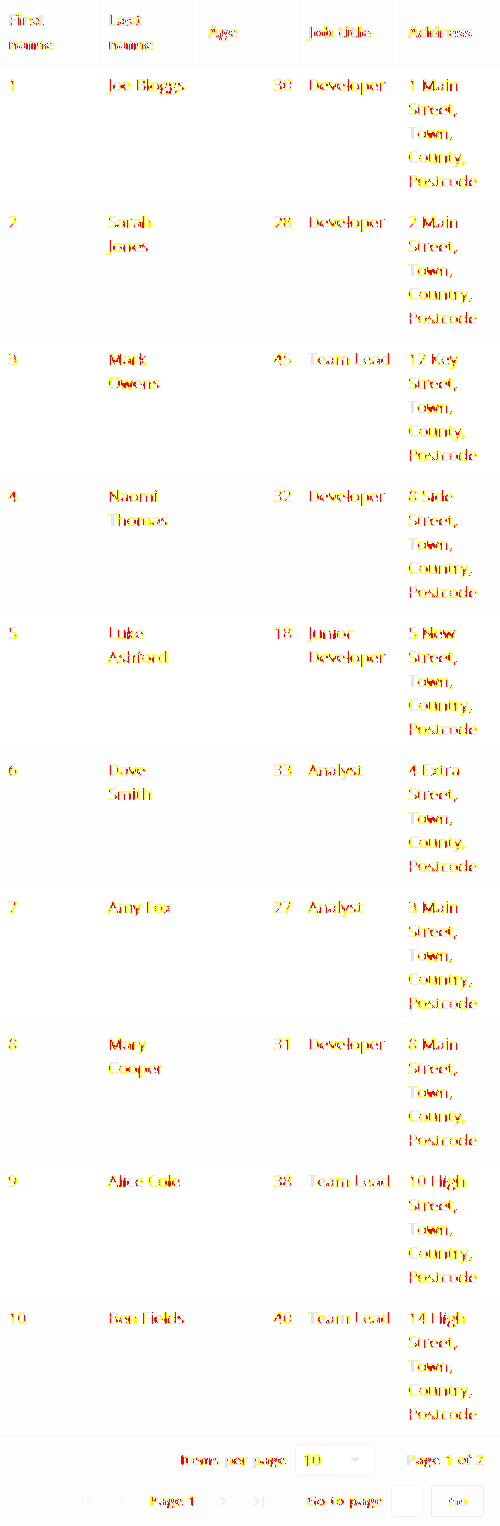 First name Last name Age Job title Address
1 Joe Bloggs 30 Developer 1 Main
Street,
Town,
County,
Postcode
2 Sarah Jones 28 Developer 2 Main
Street,
Town,
Country,
Postcode
3 Mark Owens 45 Team Lead 12 Key
Street,
Town,
County,
Postcode
4 Naomi Thomas 32 Developer 8 Side
Street,
Town,
Country,
Postcode
5 Luke Ashford 18 Junior Developer 5 New
Street,
Town,
Country,
Postcode
6 Dave Smith 33 Analyst 4 Extra
Street,
Town,
County,
Postcode
7 Amy Fox 27 Analyst 3 Main
Street,
Town,
Country,
Postcode
8 Mary Cooper 31 Developer 8 Main
Street,
Town,
County,
Postcode
9 Alice Cole 38 Team Lead 10 High
Street,
Town,
Country,
Postcode
10 Ben Fields 40 Team Lead 14 High
Street,
Town,
Country,
Postcode
Items per page 10 Page 1 of 2
Page 1 Go to page Go